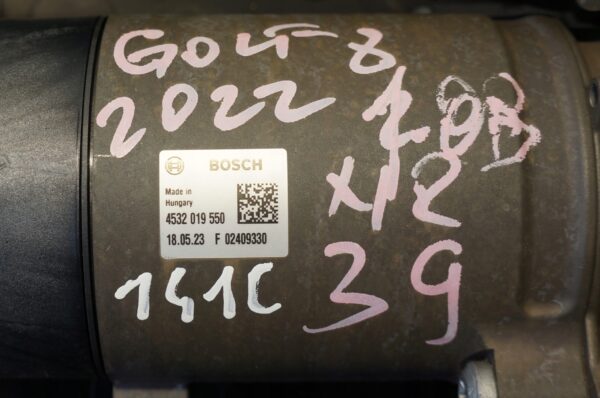 GOLF 8
2022
BOSCH
Made in
Hungary
4532 019 550
18.05.23 F 02409330
141C
39